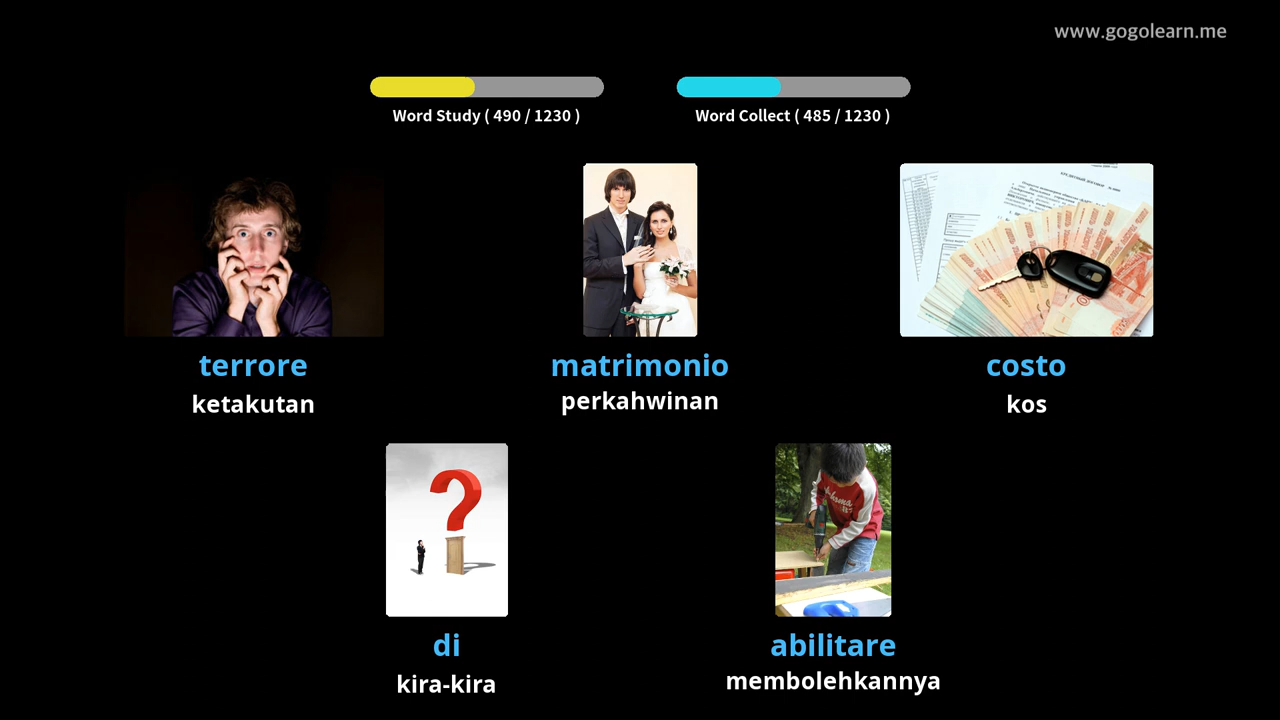 www.gogolearn.me
Word Study ( 490 / 1230 )
Word Collect ( 485 / 1230 )
terrore
ketakutan
matrimonio
perkahwinan
costo
kos
di
kira-kira
abilitare
membolehkannya